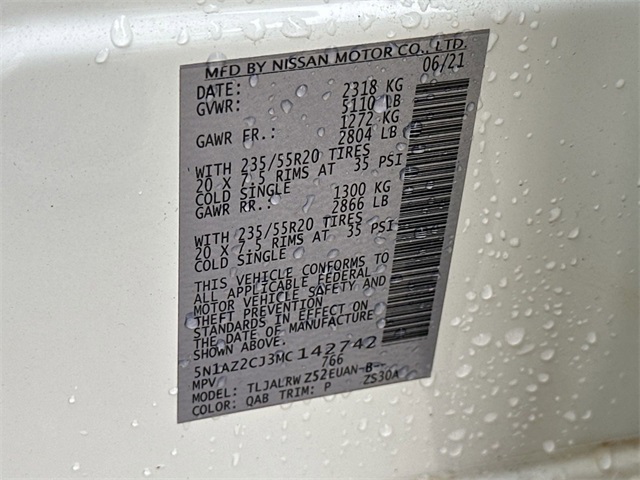 MFD BY NISSAN MOTOR CO., LTD.
DATE: 06/21
GVWR: 2318 KG
5110 LB
GAWR FR.: 1272 KG
2804 LB
WITH 235/55R20 TIRES
20 X 7.5 RIMS AT 35 PSI
COLD SINGLE
GAWR RR.: 1300 KG
2866 LB
WITH 235/55R20 TIRES
20 X 7.5 RIMS AT 35 PSI
COLD SINGLE
THIS VEHICLE CONFORMS TO
ALL APPLICABLE FEDERAL
MOTOR VEHICLE SAFETY AND
THEFT PREVENTION
STANDARDS IN EFFECT ON
THE DATE OF MANUFACTURE
SHOWN ABOVE.
5N1AZ2CJ3MC142742
MPV 766
MODEL: TLJALRW Z52EUAN-B--
COLOR: QAB TRIM: P ZS30A